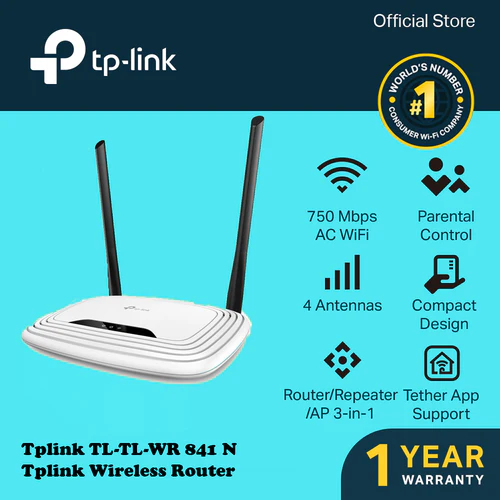 Official Store
tp-link
WORLD'S NUMBER
#1
CONSUMER Wi-Fi COMPANY
750 Mbps
AC WiFi
Parental
Control
4 Antennas
Compact
Design
Router/Repeater
/AP 3-in-1
Tether App
Support
Tplink TL-TL-WR 841 N
Tplink Wireless Router
1 YEAR
WARRANTY